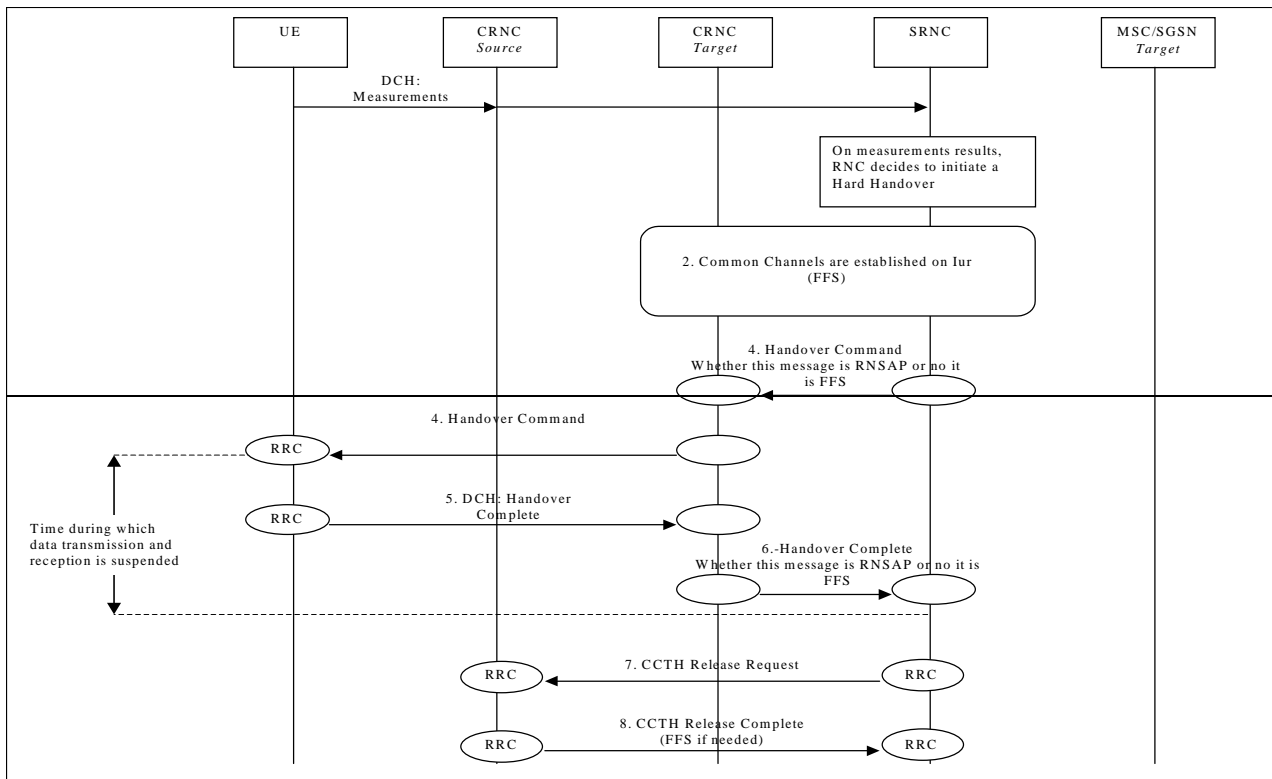 UE
CRNC
Source
CRNC
Target
SRNC
MSC/SGSN
Target
DCH:
Measurements
On measurements results,
RNC decides to initiate a
Hard Handover
2. Common Channels are established on Iur
(FFS)
4. Handover Command
Whether this message is RNSAP or no it
is FFS
4. Handover Command
RRC
5. DCH: Handover
Complete
RRC
Time during which
data transmission and
reception is suspended
6.-Handover Complete
Whether this message is RNSAP or no it is
FFS
7. CCTH Release Request
RRC
RRC
8. CCTH Release Complete
(FFS if needed)
RRC
RRC